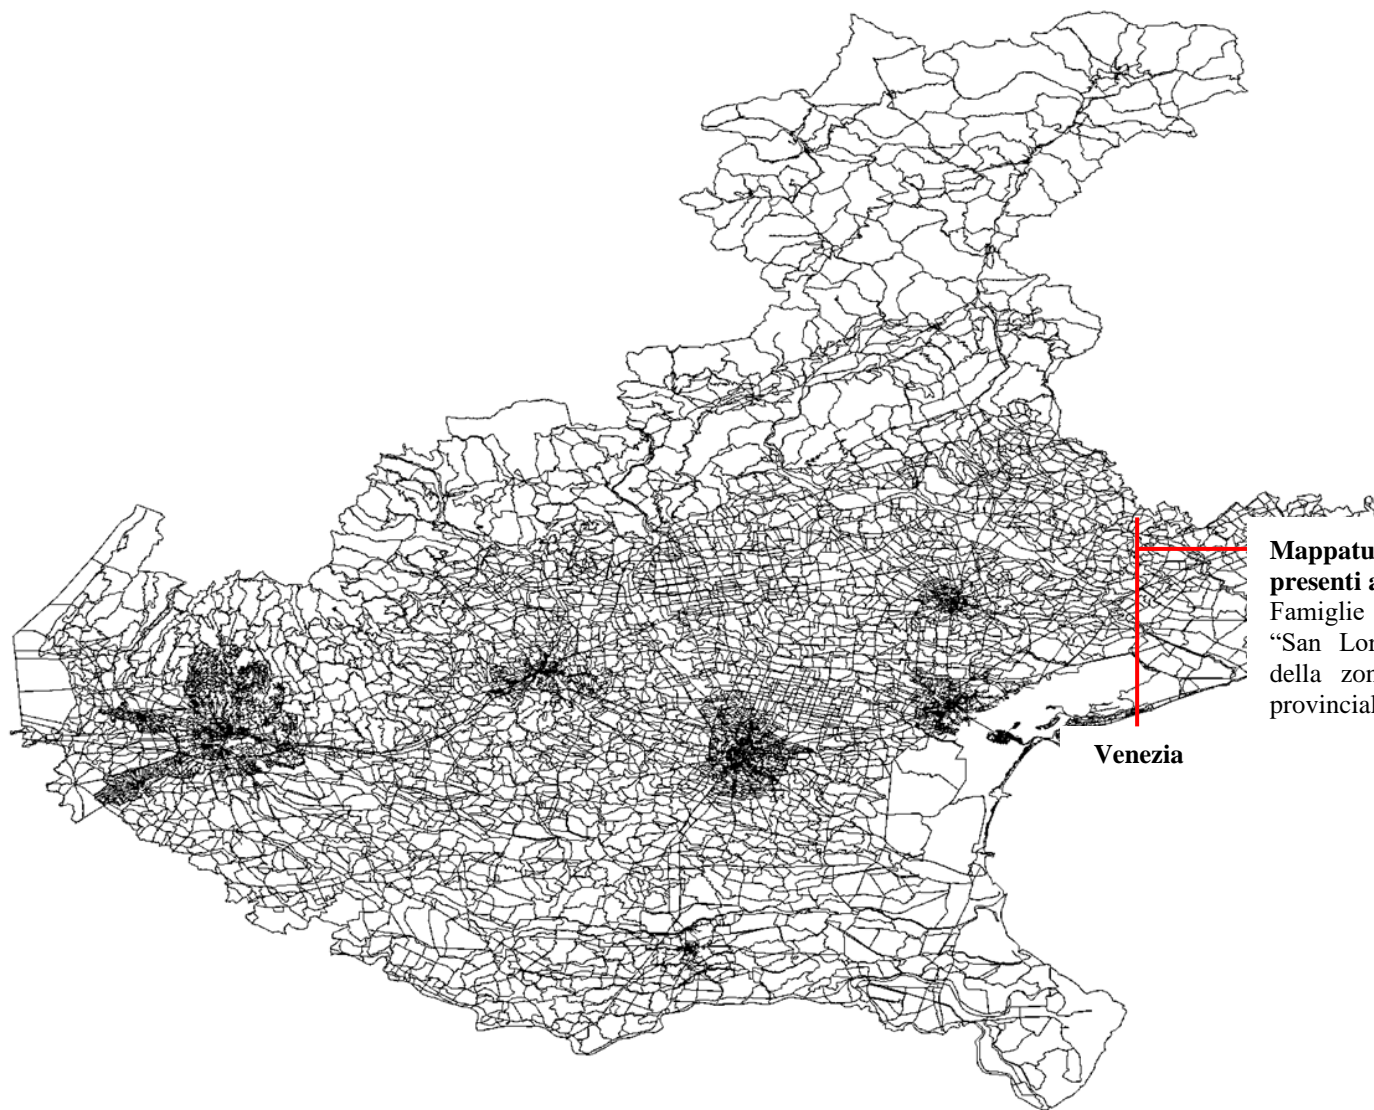 Mappatu
presenti a
Famiglie
“San Lor
della zon
provincial
Venezia